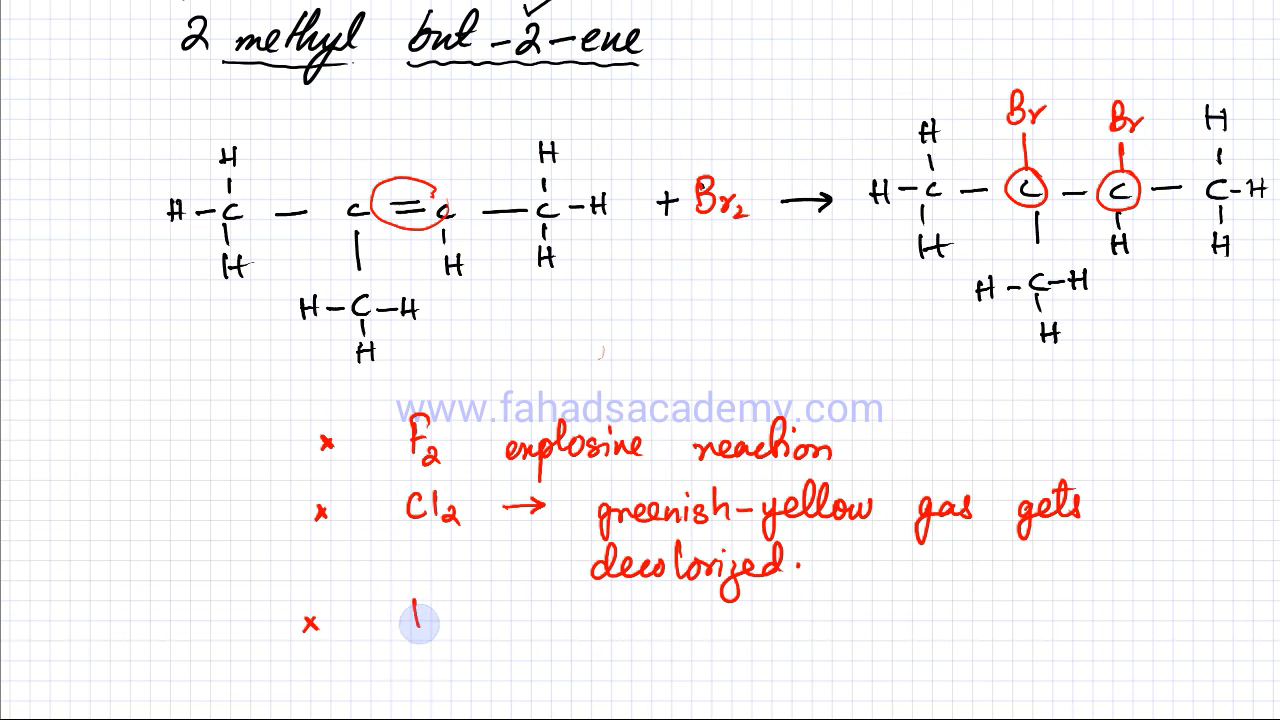 2 methyl but-2-ene
H H Br Br H
H
H-C - C = C - C-H + Br2 → H-C - C - C - C-H
H H H H H H
H-C-H H-C-H
H H
www.fahadsacademy.com
× F2 explosine reaction
× Cl2 → greenish-yellow gas gets
decolorized.
×